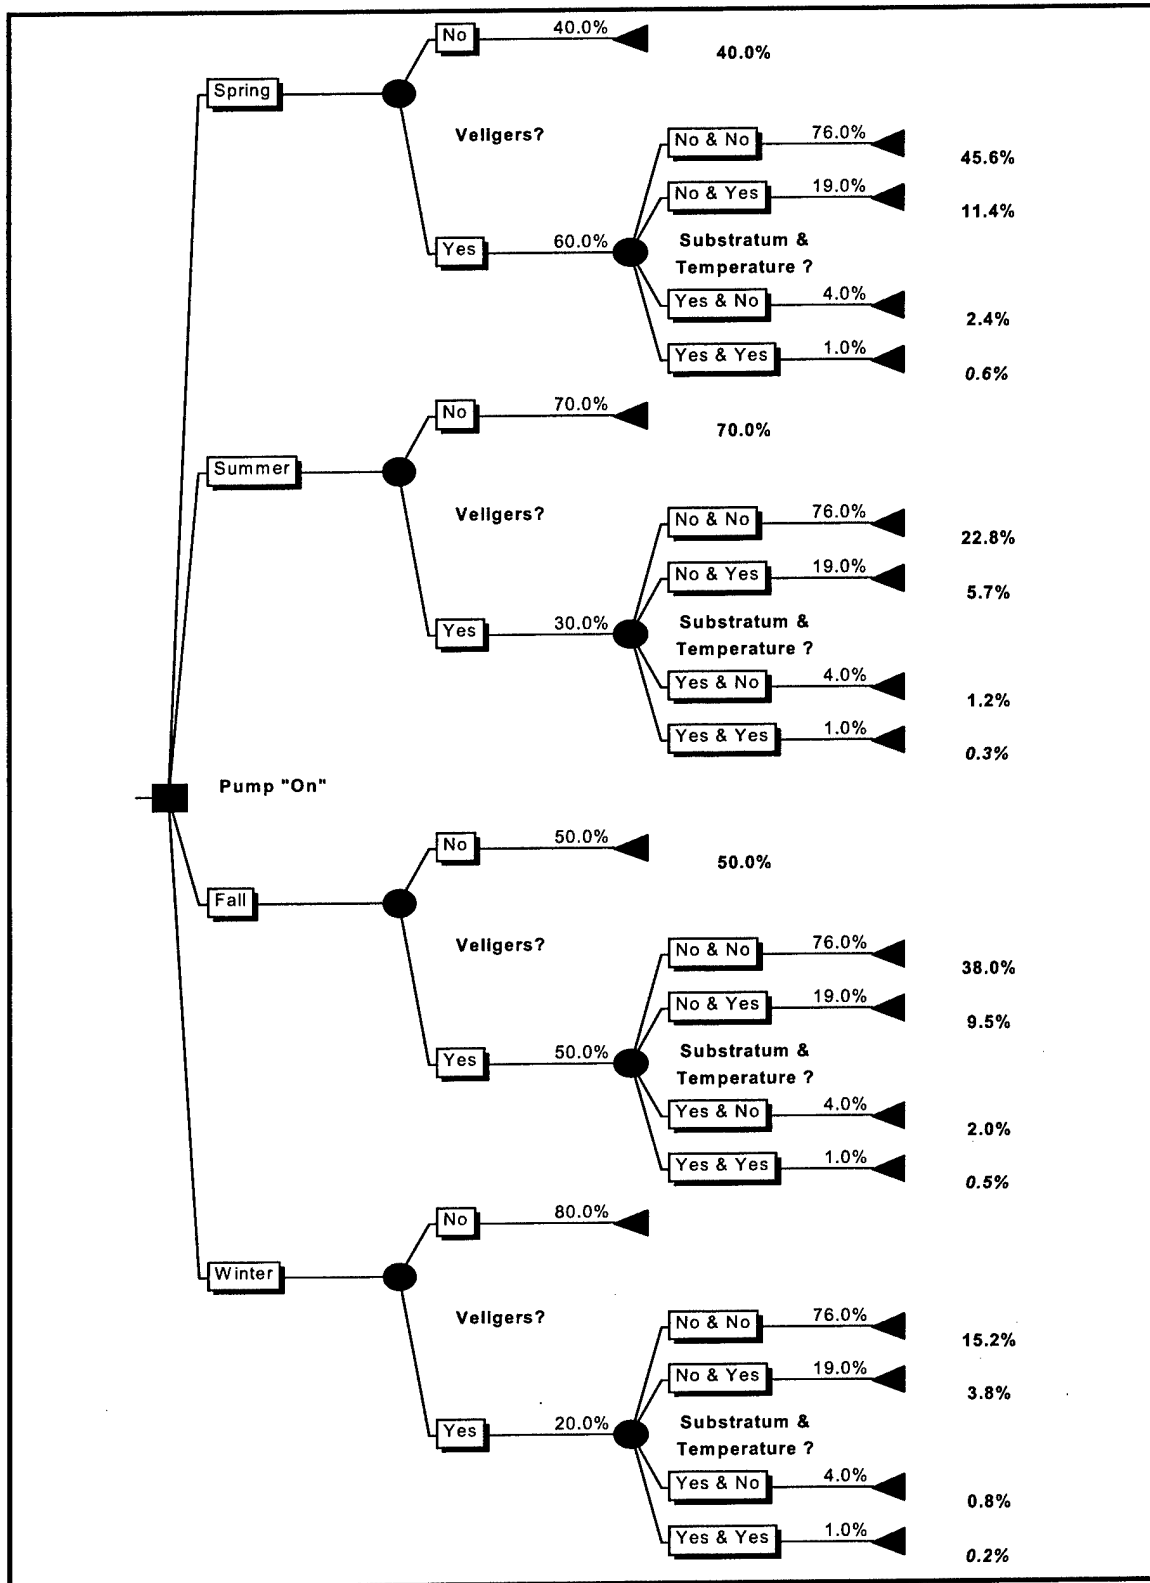 No 40.0%
40.0%
Spring
Veligers?
No & No 76.0%
45.6%
No & Yes 19.0%
11.4%
Yes 60.0%
Substratum &
Temperature ?
Yes & No 4.0%
2.4%
Yes & Yes 1.0%
0.6%
No 70.0%
70.0%
Summer
Veligers?
No & No 76.0%
22.8%
No & Yes 19.0%
5.7%
Yes 30.0%
Substratum &
Temperature ?
Yes & No 4.0%
1.2%
Yes & Yes 1.0%
0.3%
Pump "On"
No 50.0%
50.0%
Fall
Veligers?
No & No 76.0%
38.0%
No & Yes 19.0%
9.5%
Yes 50.0%
Substratum &
Temperature ?
Yes & No 4.0%
2.0%
Yes & Yes 1.0%
0.5%
No 80.0%
Winter
Veligers?
No & No 76.0%
15.2%
No & Yes 19.0%
3.8%
Yes 20.0%
Substratum &
Temperature ?
Yes & No 4.0%
0.8%
Yes & Yes 1.0%
0.2%